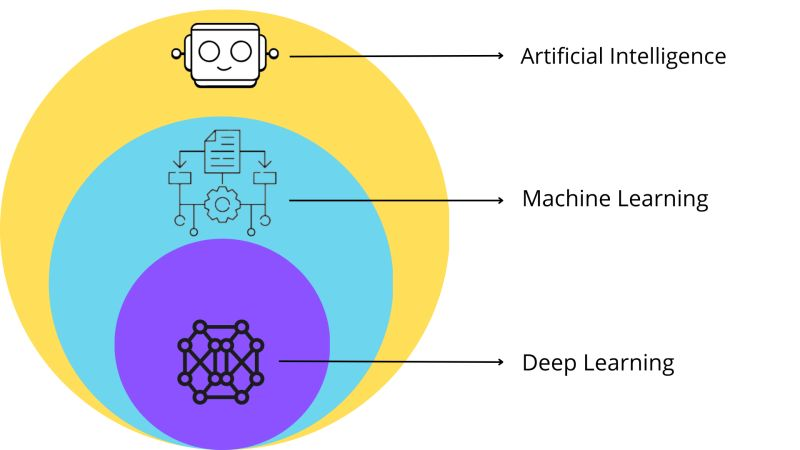 Artificial Intelligence
Machine Learning
Deep Learning